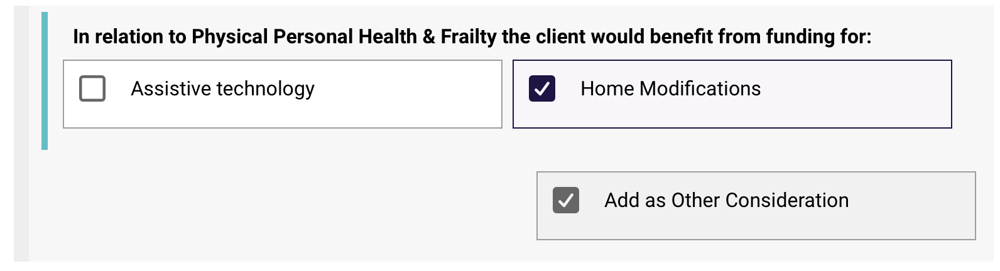 In relation to Physical Personal Health & Frailty the client would benefit from funding for:
Assistive technology
Home Modifications
Add as Other Consideration